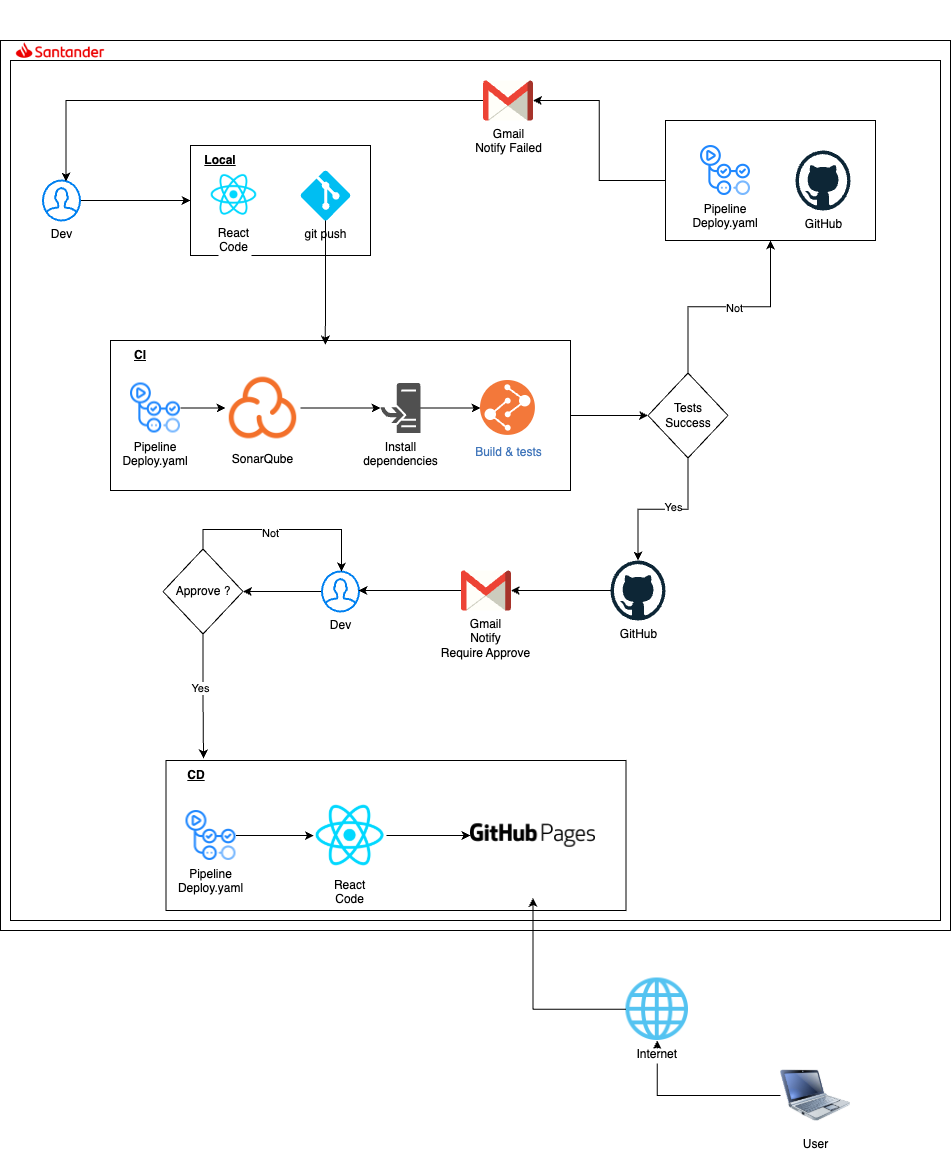 Santander
Gmail
Notify Failed
Local
React
Code
git push
Dev
Pipeline
Deploy.yaml
GitHub
Not
CI
Pipeline
Deploy.yaml
SonarQube
Install
dependencies
Build & tests
Tests
Success
Yes
Not
Approve ?
Dev
Gmail
Notify
Require Approve
GitHub
Yes
CD
Pipeline
Deploy.yaml
React
Code
GitHub Pages
Internet
User